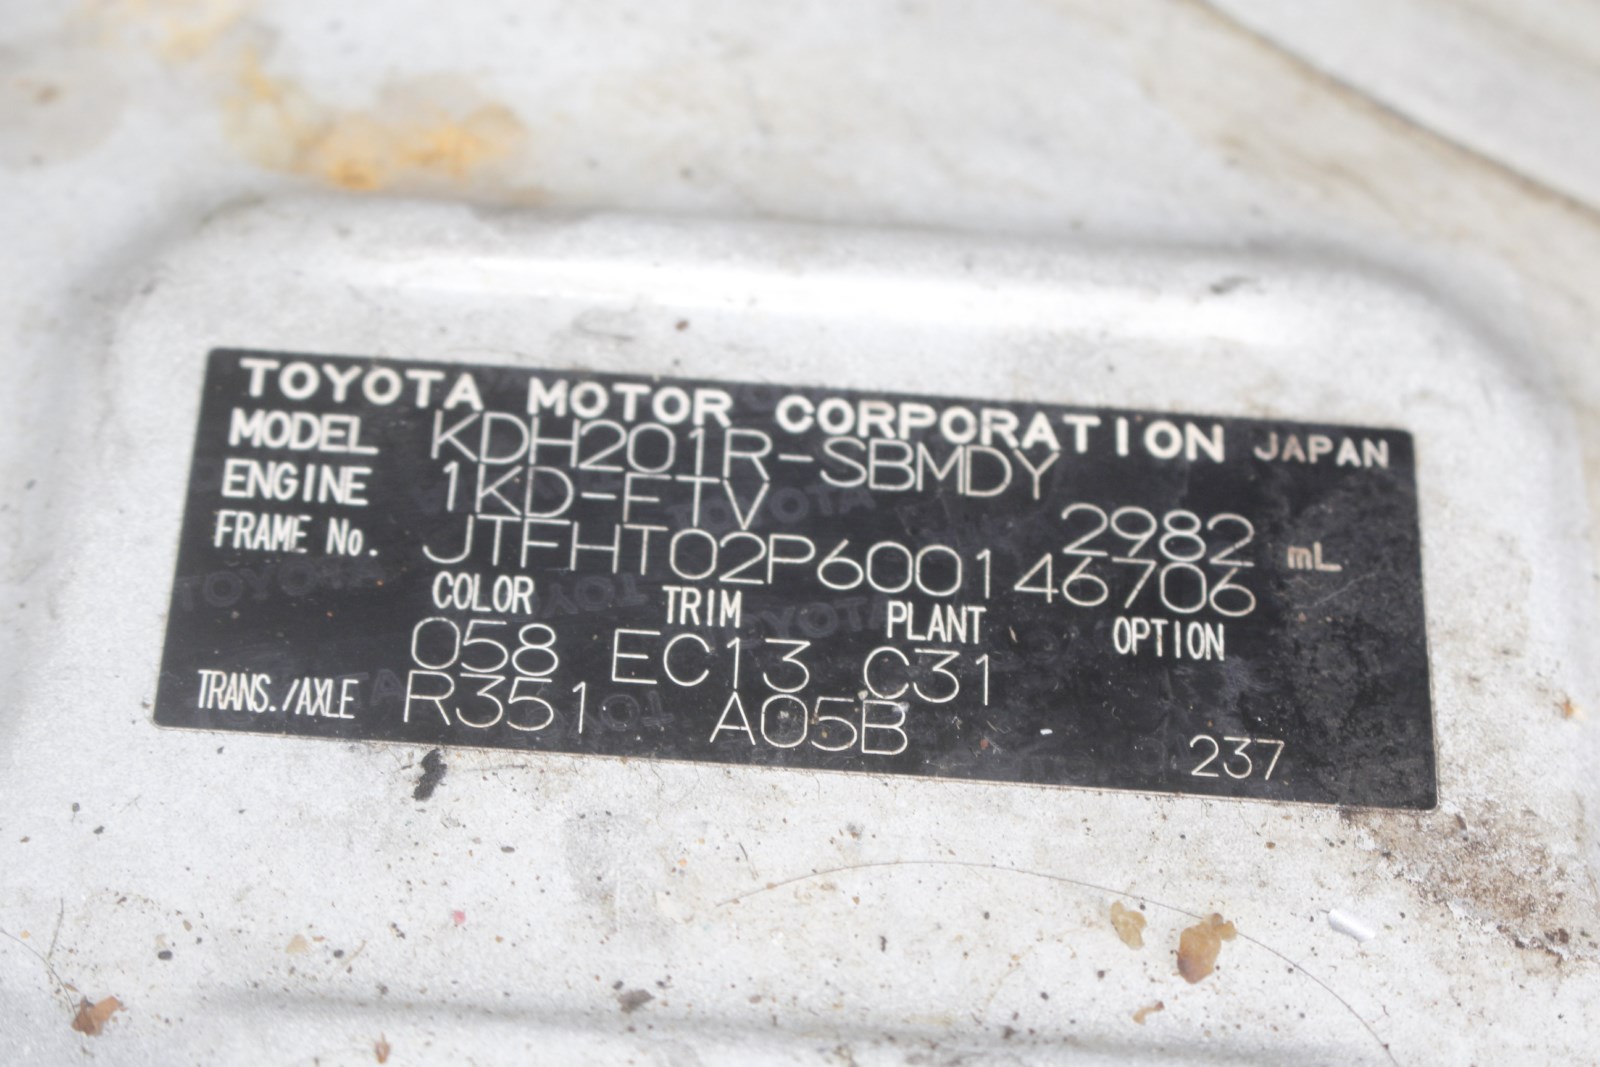 TOYOTA MOTOR CORPORATION JAPAN
MODEL KDH201R-SBMDY
ENGINE 1KD-FTV 2982 mL
FRAME No. JTFHT02P600146706
COLOR TRIM PLANT OPTION
058 EC13 C31
TRANS./AXLE R351 A05B 237